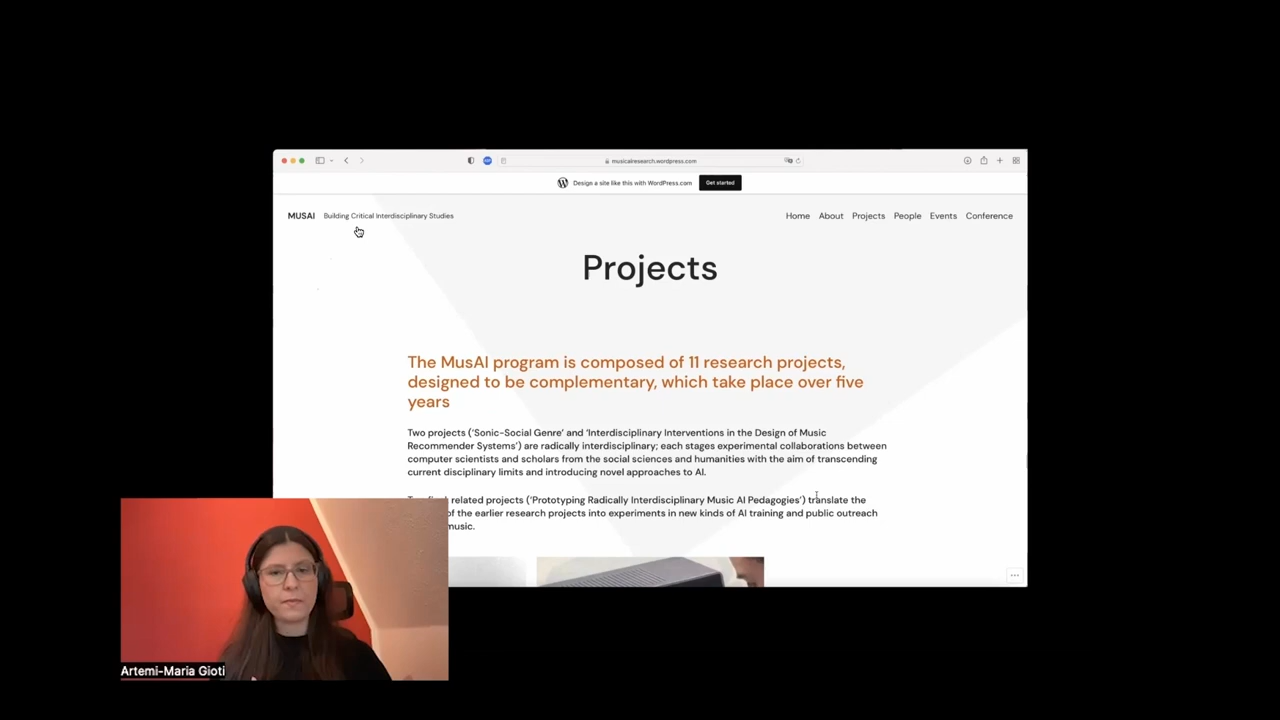 musicalresearch.wordpress.com
Design a site like this with WordPress.com
Get started
MUSAI
Building Critical Interdisciplinary Studies
Home
About
Projects
People
Events
Conference
Projects
The MusAI program is composed of 11 research projects,
designed to be complementary, which take place over five
years
Two projects (‘Sonic-Social Genre’ and ‘Interdisciplinary Interventions in the Design of Music
Recommender Systems’) are radically interdisciplinary; each stages experimental collaborations between
computer scientists and scholars from the social sciences and humanities with the aim of transcending
current disciplinary limits and introducing novel approaches to AI.
related projects (‘Prototyping Radically Interdisciplinary Music AI Pedagogies’) translate the
of the earlier research projects into experiments in new kinds of AI training and public outreach
music.
Artemi-Maria Gioti